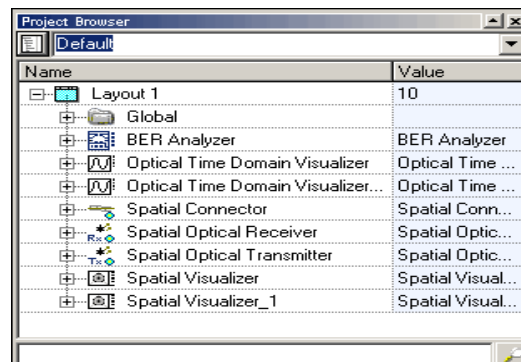 Project Browser
Default
Name Value
Layout 1 10
Global
BER Analyzer BER Analyzer
Optical Time Domain Visualizer Optical Time ...
Optical Time Domain Visualizer... Optical Time ...
Spatial Connector Spatial Conn...
Rx Spatial Optical Receiver Spatial Optic...
Tx Spatial Optical Transmitter Spatial Optic...
Spatial Visualizer Spatial Visual...
Spatial Visualizer_1 Spatial Visual...